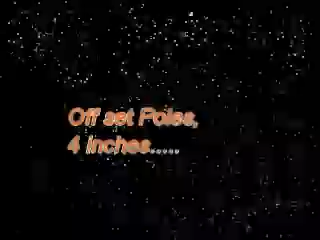 Off set Poles,
4 inches.....